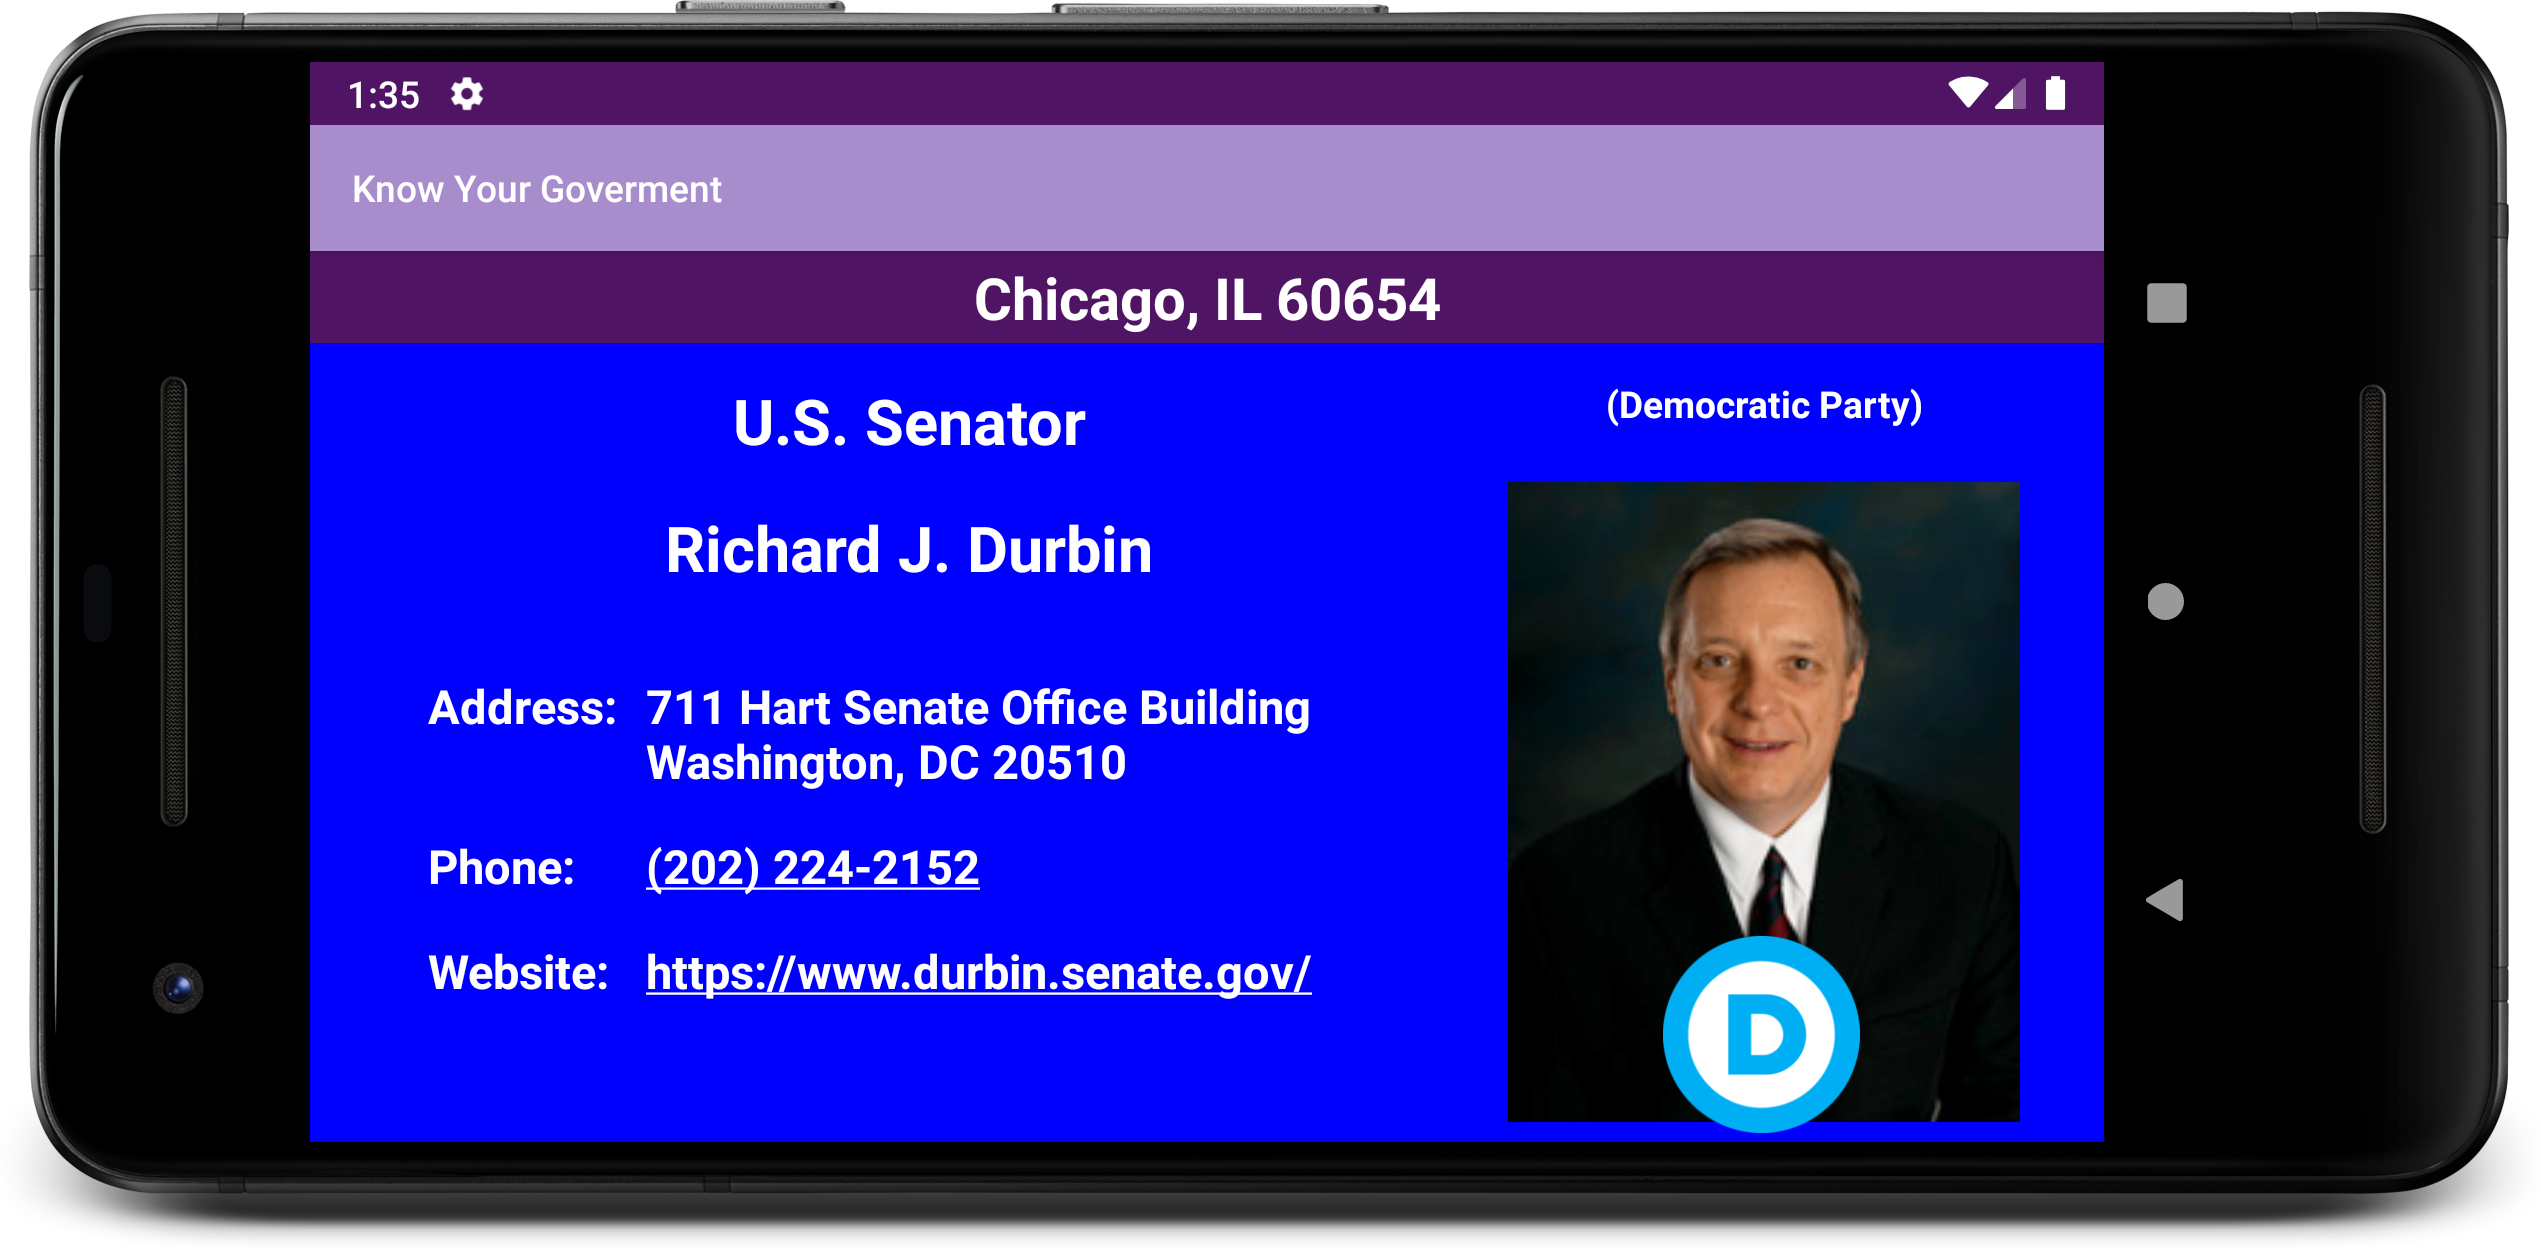 1:35
Know Your Goverment
Chicago, IL 60654
U.S. Senator
(Democratic Party)
Richard J. Durbin
Address: 711 Hart Senate Office Building
Washington, DC 20510
Phone: (202) 224-2152
Website: https://www.durbin.senate.gov/
D